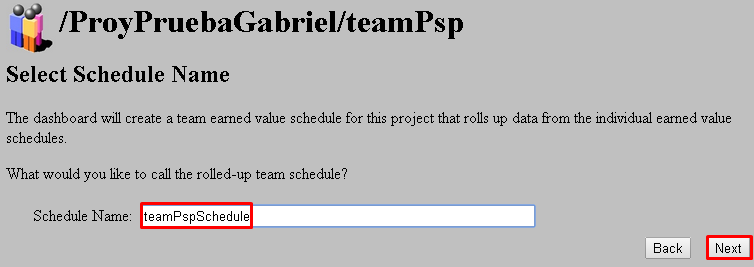 /ProyPruebaGabriel/teamPsp
Select Schedule Name
The dashboard will create a team earned value schedule for this project that rolls up data from the individual earned value
schedules.
What would you like to call the rolled-up team schedule?
Schedule Name: teamPspSchedule
Back Next